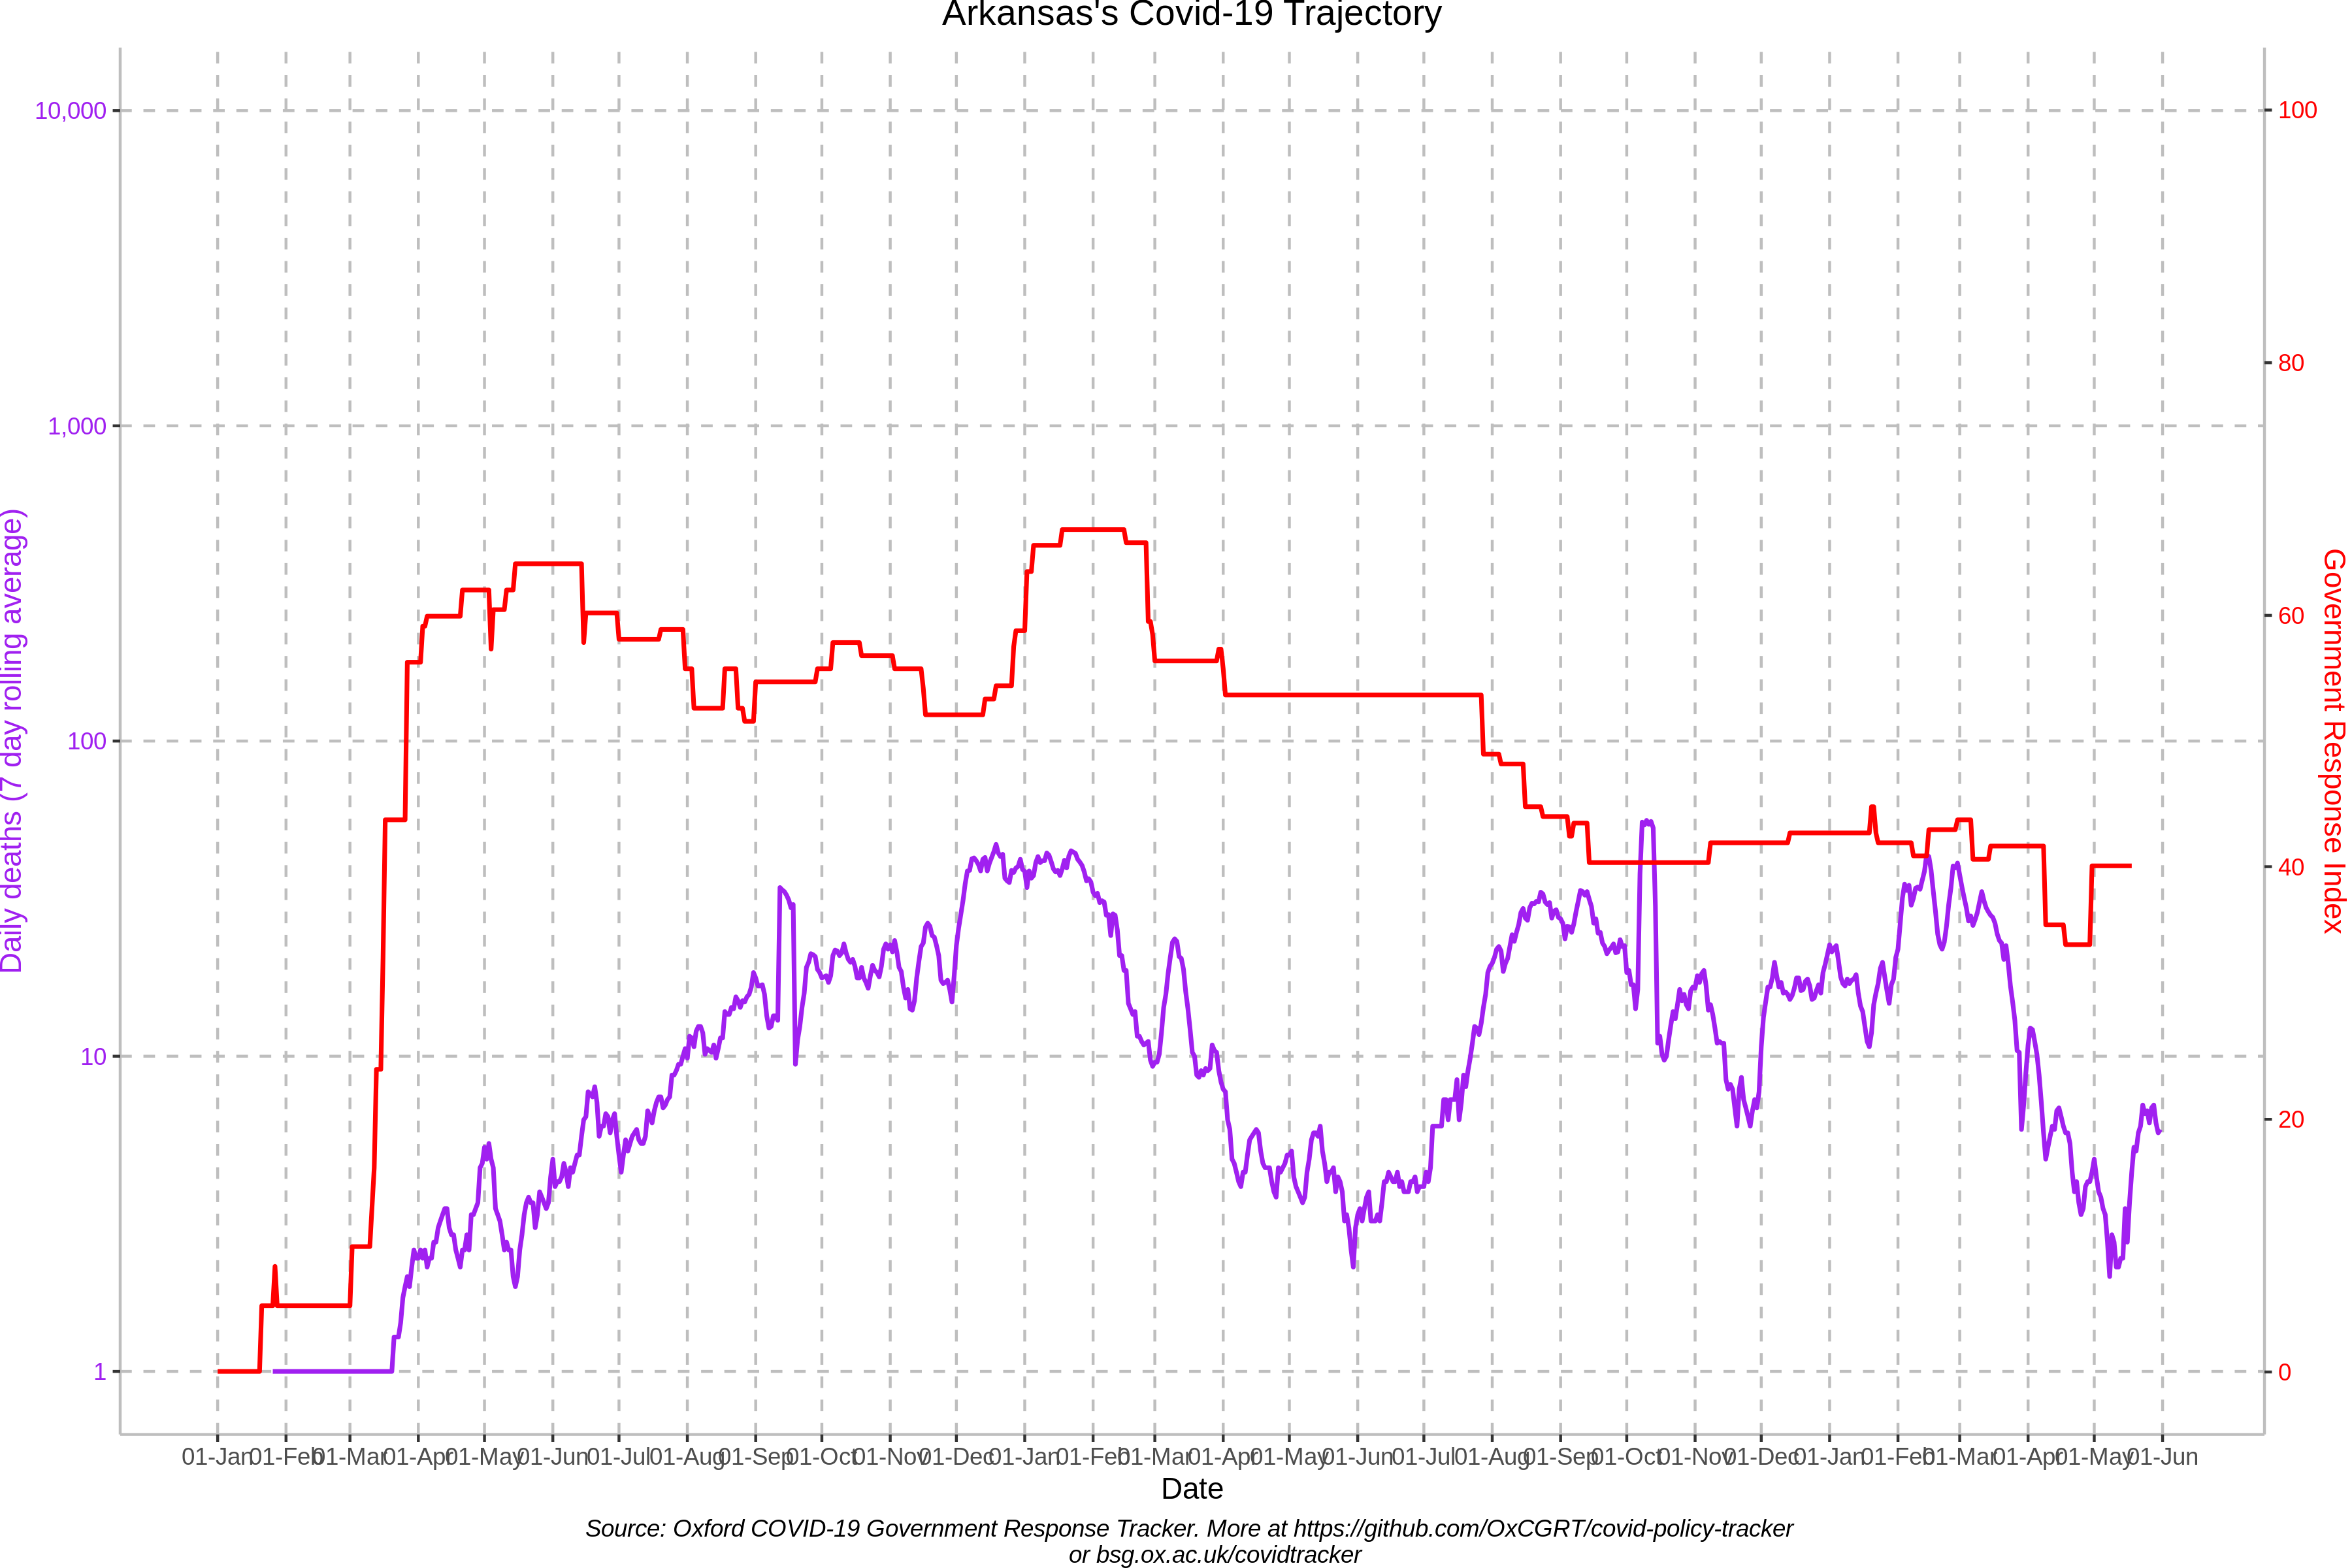 Arkansas's Covid-19 Trajectory
10,000
1,000
100
10
1
Daily deaths (7 day rolling average)
100
80
60
40
20
0
Government Response Index
01-Jan 01-Feb 01-Mar 01-Apr 01-May 01-Jun 01-Jul 01-Aug 01-Sep 01-Oct 01-Nov 01-Dec 01-Jan 01-Feb 01-Mar 01-Apr 01-May 01-Jun 01-Jul 01-Aug 01-Sep 01-Oct 01-Nov 01-Dec 01-Jan 01-Feb 01-Mar 01-Apr 01-May 01-Jun
Date
Source: Oxford COVID-19 Government Response Tracker. More at https://github.com/OxCGRT/covid-policy-tracker
or bsg.ox.ac.uk/covidtracker